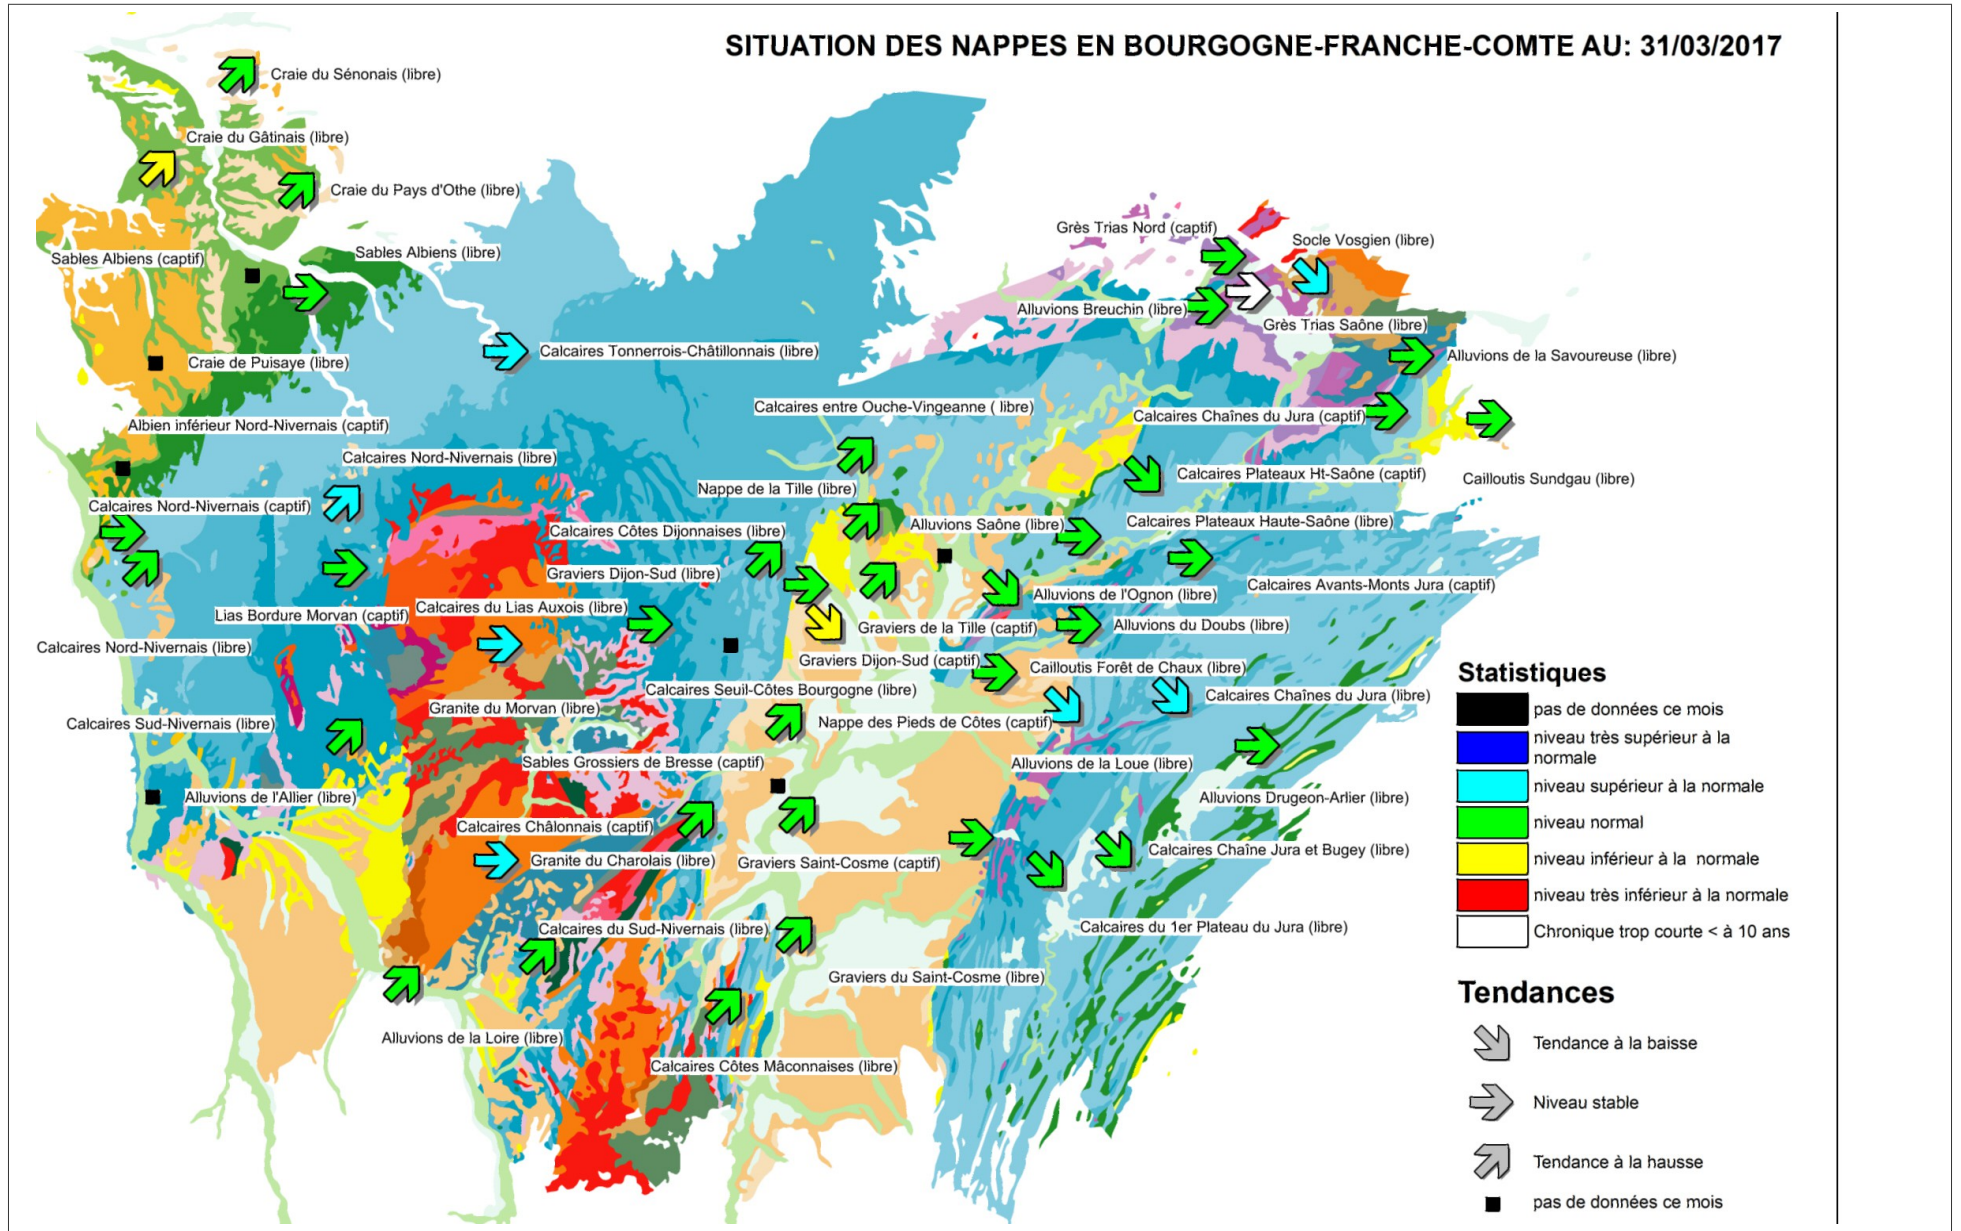 SITUATION DES NAPPES EN BOURGOGNE-FRANCHE-COMTE AU: 31/03/2017
Craie du Sénonais (libre)
Craie du Gâtinais (libre)
Craie du Pays d'Othe (libre)
Sables Albiens (captif)
Sables Albiens (libre)
Grès Trias Nord (captif)
Socle Vosgien (libre)
Alluvions Breuchin (libre)
Grès Trias Saône (libre)
Calcaires Tonnerrois-Châtillonnais (libre)
Alluvions de la Savoureuse (libre)
Craie de Puisaye (libre)
Calcaires entre Ouche-Vingeanne ( libre)
Calcaires Chaînes du Jura (captif)
Albien inférieur Nord-Nivernais (captif)
Calcaires Nord-Nivernais (libre)
Calcaires Plateaux Ht-Saône (captif)
Cailloutis Sundgau (libre)
Nappe de la Tille (libre)
Calcaires Nord-Nivernais (captif)
Alluvions Saône (libre)
Calcaires Plateaux Haute-Saône (libre)
Calcaires Côtes Dijonnaises (libre)
Graviers Dijon-Sud (libre)
Calcaires Avants-Monts Jura (captif)
Alluvions de l'Ognon (libre)
Lias Bordure Morvan (captif)
Calcaires du Lias Auxois (libre)
Graviers de la Tille (captif)
Alluvions du Doubs (libre)
Calcaires Nord-Nivernais (libre)
Graviers Dijon-Sud (captif)
Cailloutis Forêt de Chaux (libre)
Calcaires Seuil-Côtes Bourgogne (libre)
Calcaires Chaînes du Jura (libre)
Granite du Morvan (libre)
Calcaires Sud-Nivernais (libre)
Nappe des Pieds de Côtes (captif)
Sables Grossiers de Bresse (captif)
Alluvions de la Loue (libre)
Alluvions de l'Allier (libre)
Alluvions Drugeon-Arlier (libre)
Calcaires Châlonnais (captif)
Granite du Charolais (libre)
Graviers Saint-Cosme (captif)
Calcaires Chaîne Jura et Bugey (libre)
Calcaires du Sud-Nivernais (libre)
Calcaires du 1er Plateau du Jura (libre)
Graviers du Saint-Cosme (libre)
Alluvions de la Loire (libre)
Calcaires Côtes Mâconnaises (libre)
Statistiques
pas de données ce mois
niveau très supérieur à la
normale
niveau supérieur à la normale
niveau normal
niveau inférieur à la normale
niveau très inférieur à la normale
Chronique trop courte < à 10 ans
Tendances
Tendance à la baisse
Niveau stable
Tendance à la hausse
pas de données ce mois